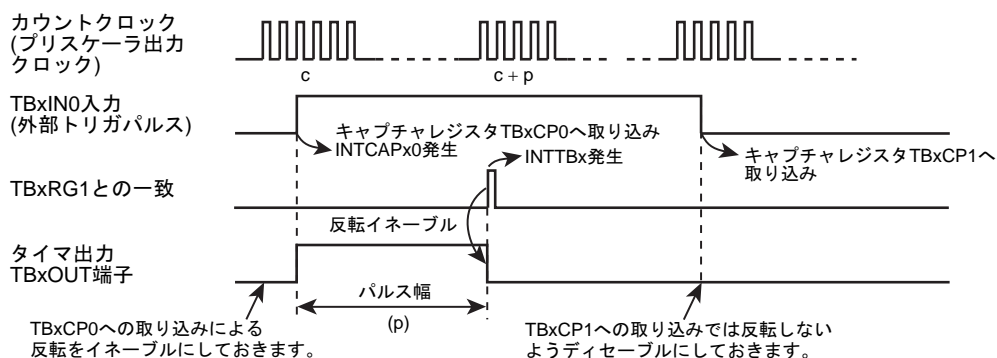 カウントクロック
(プリスケーラ出力
クロック)
c
c + p
TBxIN0入力
(外部トリガパルス)
キャプチャレジスタTBxCP0へ取り込み
INTCAPx0発生
INTTBx発生
キャプチャレジスタTBxCP1へ
取り込み
TBxRG1との一致
反転イネーブル
タイマ出力
TBxOUT端子
パルス幅
(p)
TBxCP0への取り込みによる
反転をイネーブルにしておきます。
TBxCP1への取り込みでは反転しない
ようディセーブルにしておきます。